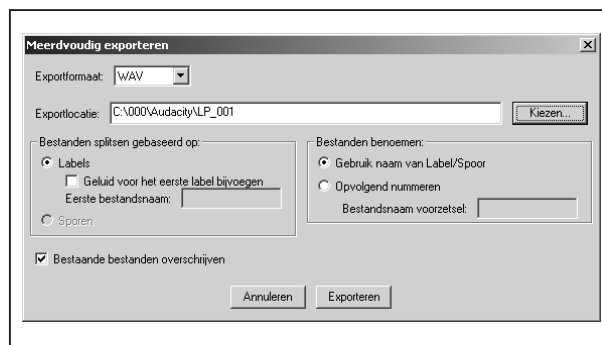 Meerdvoudig exporteren
Exportformaat: WAV
Exportlocatie: C:\000\Audacity\LP_001 Kiezen...
Bestanden splitsen gebaseerd op:
Labels
Geluid voor het eerste label bijvoegen
Eerste bestandsnaam:
Sporen
Bestanden benoemen:
Gebruik naam van Label/Spoor
Opvolgend nummeren
Bestandsnaam voorzetsel:
Bestaande bestanden overschrijven
Annuleren Exporteren